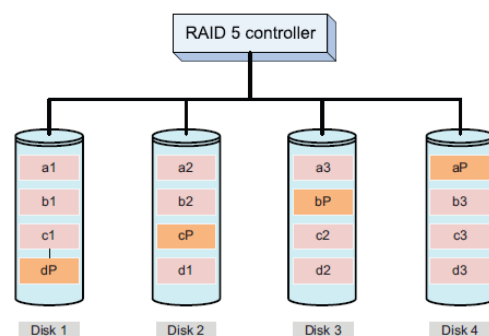 RAID 5 controller
a1 a2 a3 aP
b1 b2 bP b3
c1 cP c2 c3
dP d1 d2 d3
Disk 1 Disk 2 Disk 3 Disk 4